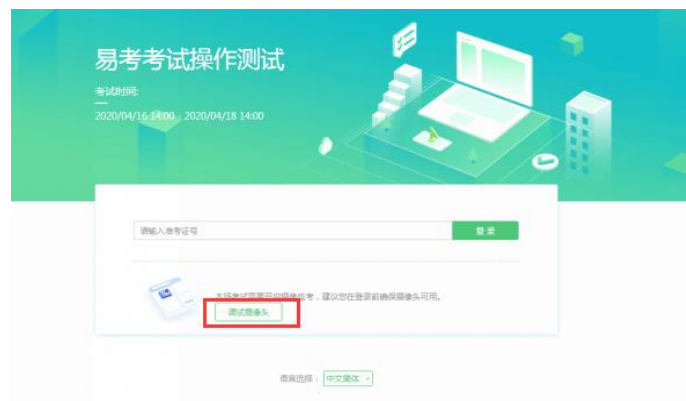 易考考试操作测试
考试时间:
2020/04/16 14:00 - 2020/04/18 14:00
请输入准考证号
登录
本场考试需要开启摄像监考，建议您在登录前确保摄像头可用。
调试摄像头
语言选择： 中文简体